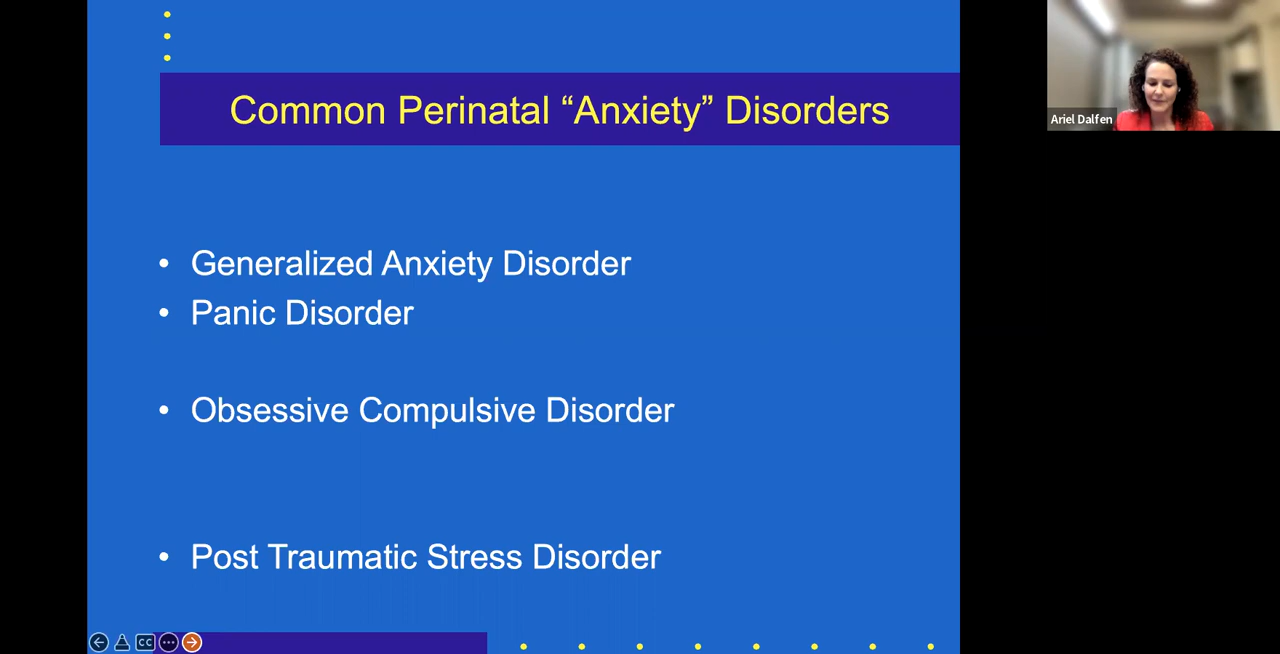 Common Perinatal “Anxiety” Disorders
Ariel Dalfen
• Generalized Anxiety Disorder
• Panic Disorder
• Obsessive Compulsive Disorder
• Post Traumatic Stress Disorder
CC